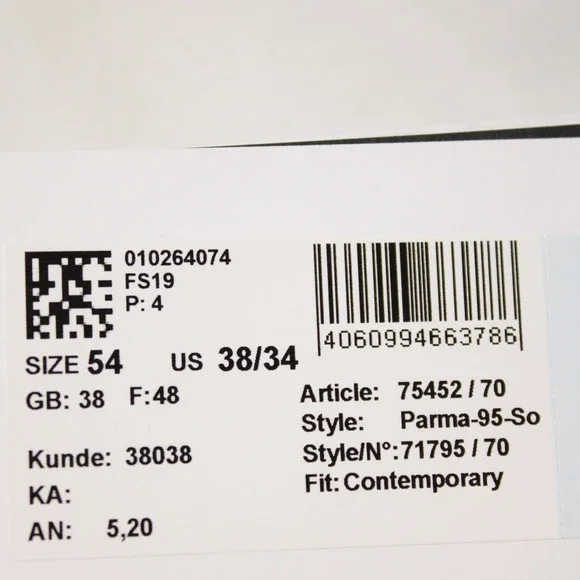 010264074
FS19
P: 4
4060994663786
SIZE 54 US 38/34
GB: 38 F:48
Article: 75452 / 70
Style: Parma-95-So
Kunde: 38038
Style/N°:71795 / 70
KA:
Fit: Contemporary
AN: 5,20